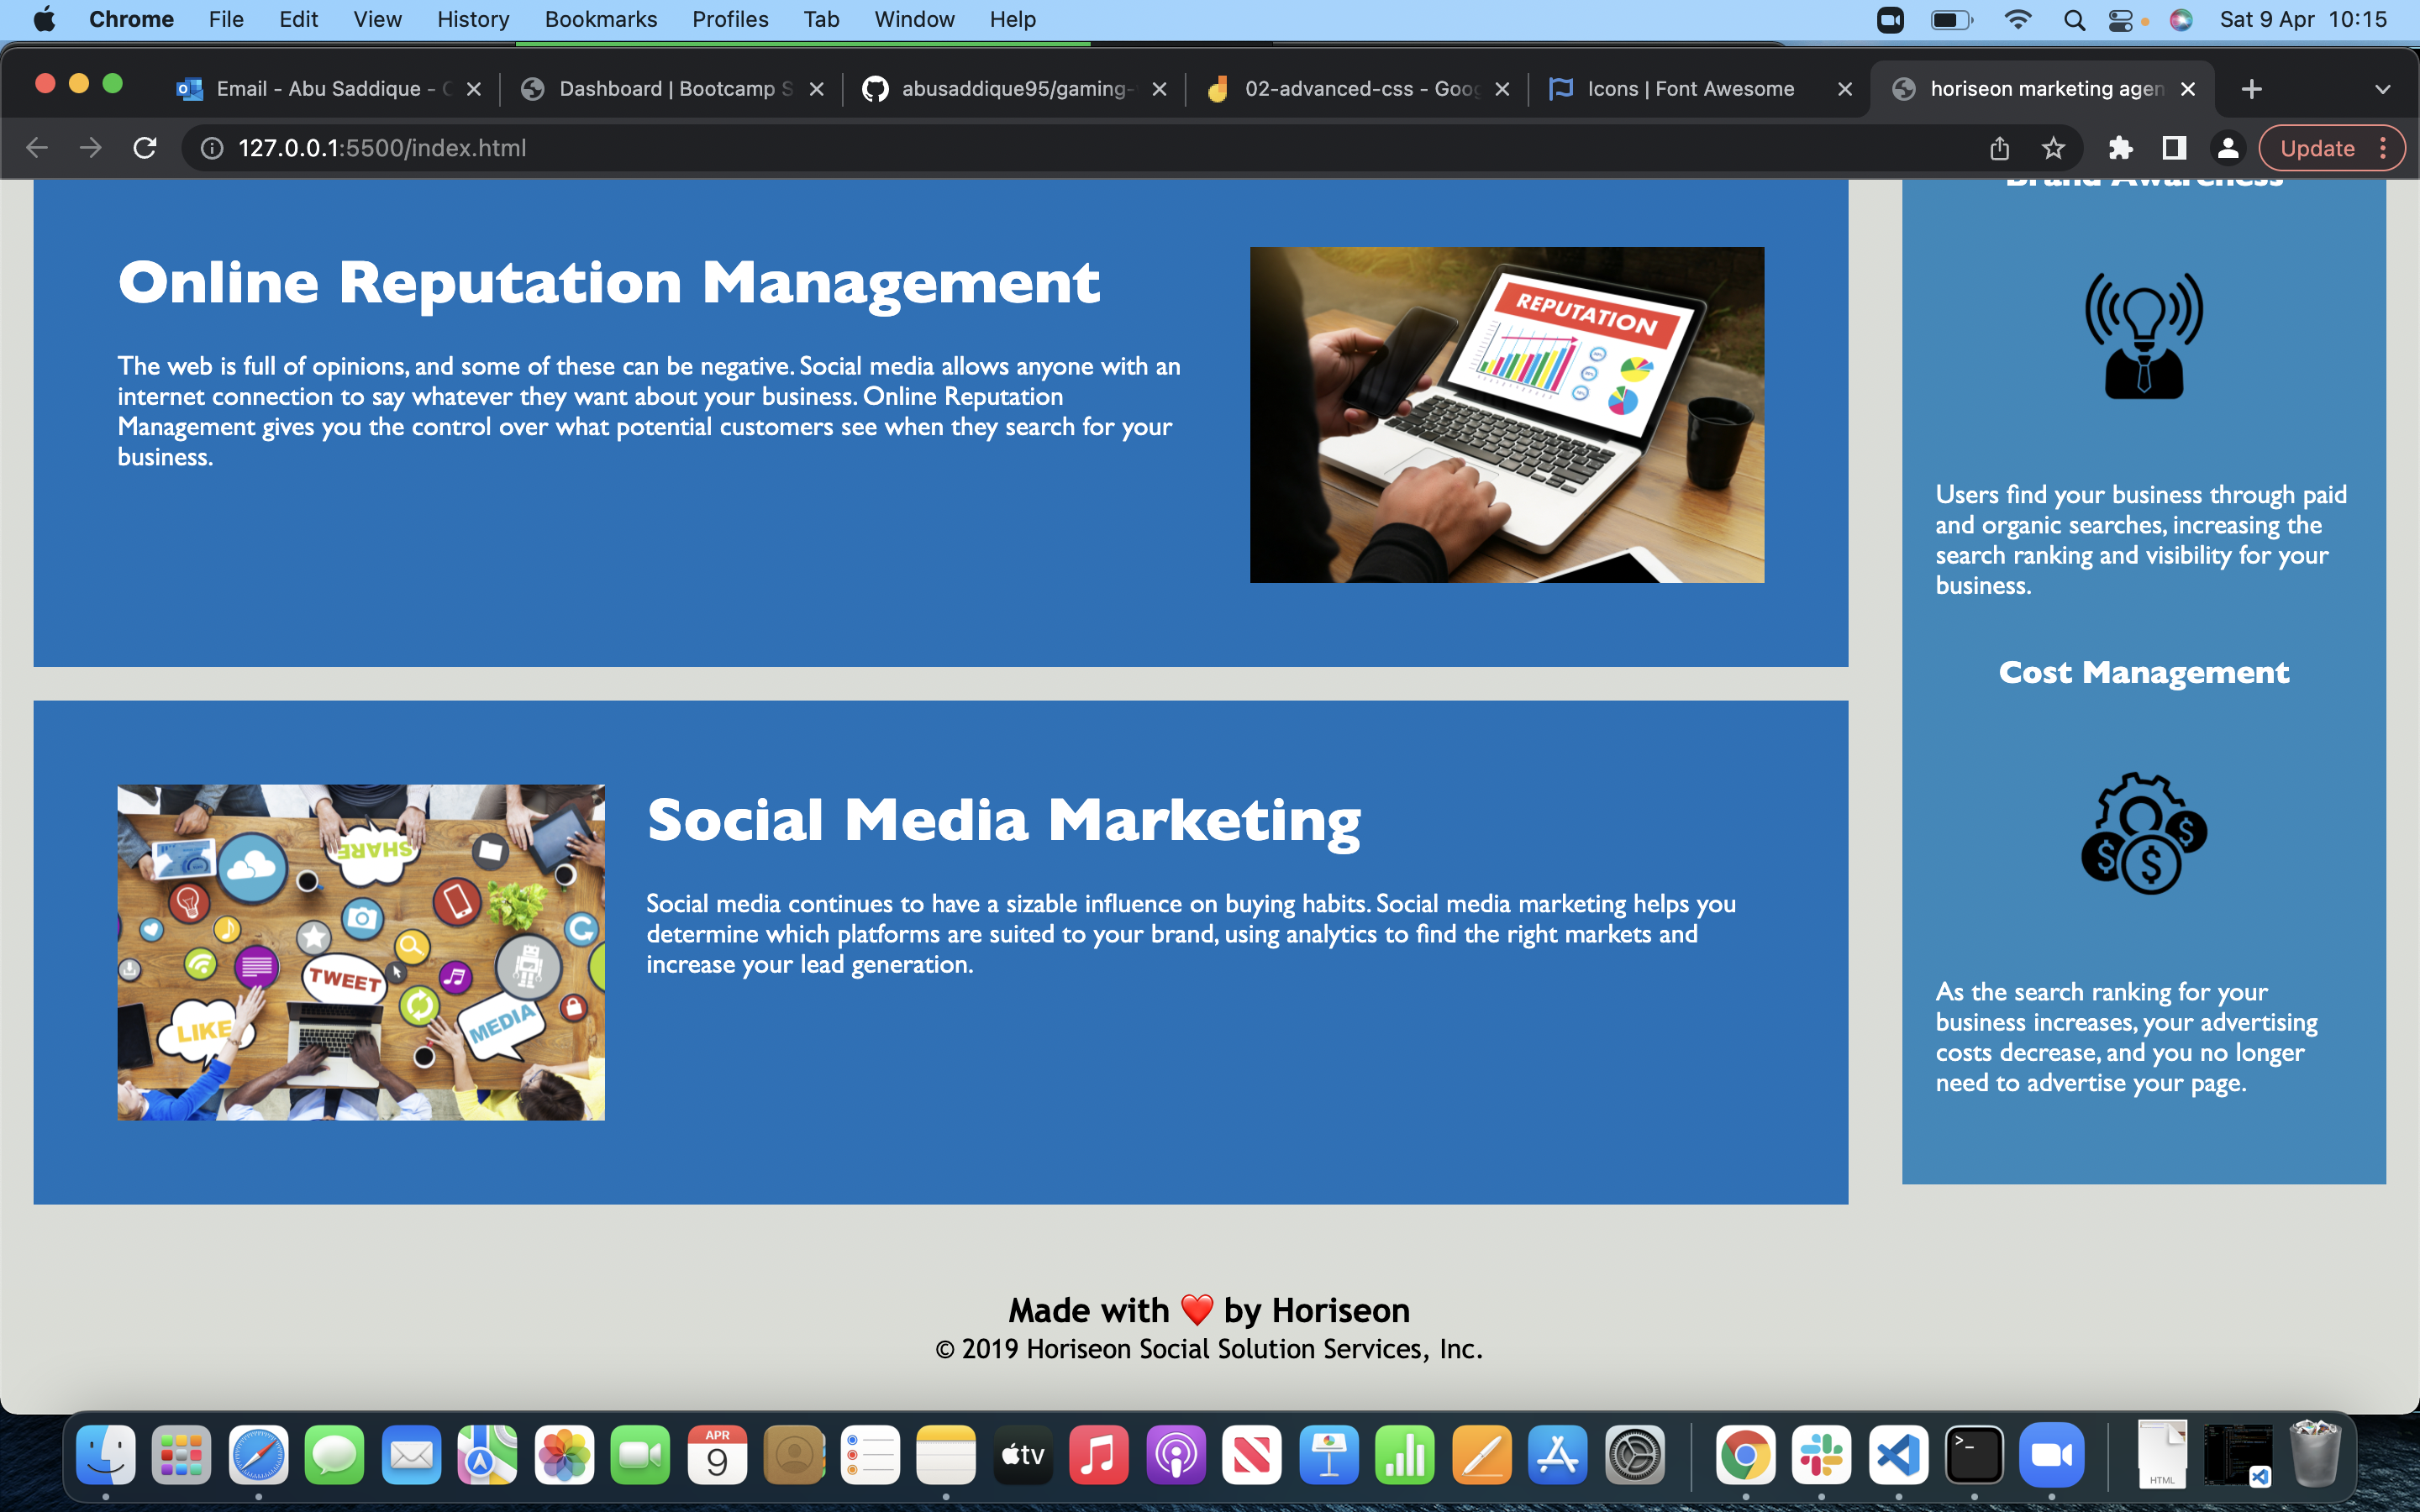 Chrome File Edit View History Bookmarks Profiles Tab Window Help Sat 9 Apr 10:15
Email - Abu Saddique - Dashboard | Bootcamp S abusaddique95/gaming- 02-advanced-css - Goog Icons | Font Awesome horiseon marketing agen
127.0.0.1:5500/index.html Update
Online Reputation Management
The web is full of opinions, and some of these can be negative. Social media allows anyone with an
internet connection to say whatever they want about your business. Online Reputation
Management gives you the control over what potential customers see when they search for your
business.
REPUTATION
Social Media Marketing
Social media continues to have a sizable influence on buying habits. Social media marketing helps you
determine which platforms are suited to your brand, using analytics to find the right markets and
increase your lead generation.
SHARE
TWEET
LIKE
MEDIA
Brand Awareness
Users find your business through paid
and organic searches, increasing the
search ranking and visibility for your
business.
Cost Management
$ $ $
As the search ranking for your
business increases, your advertising
costs decrease, and you no longer
need to advertise your page.
Made with ❤️ by Horiseon
© 2019 Horiseon Social Solution Services, Inc.
APR
9
tv
>_
HTML